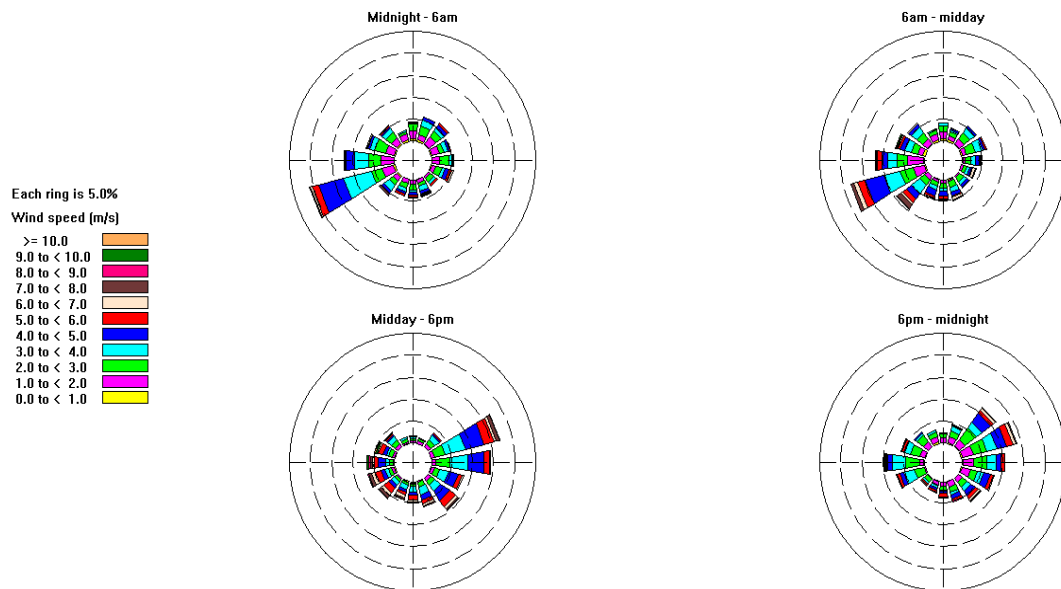 Midnight - 6am
6am - midday
Each ring is 5.0%
Wind speed (m/s)
>= 10.0
9.0 to < 10.0
8.0 to < 9.0
7.0 to < 8.0
6.0 to < 7.0
5.0 to < 6.0
4.0 to < 5.0
3.0 to < 4.0
2.0 to < 3.0
1.0 to < 2.0
0.0 to < 1.0
Midday - 6pm
6pm - midnight